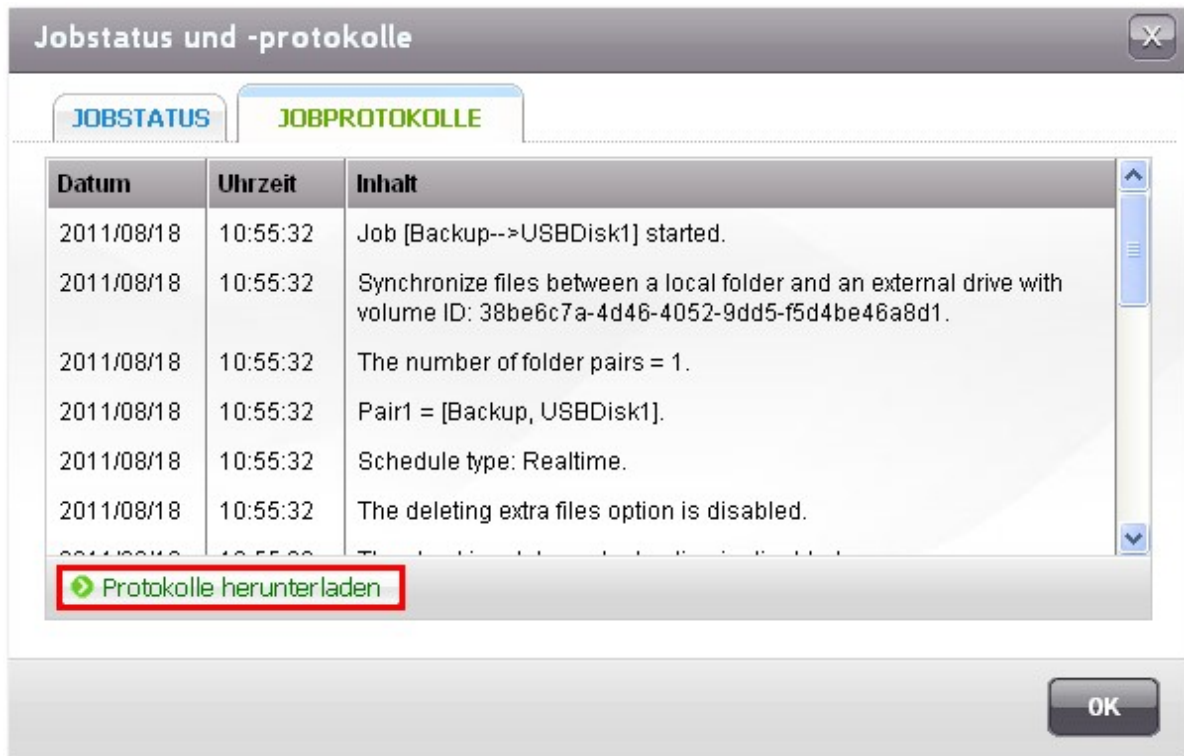 Jobstatus und -protokolle
X
JOBSTATUS JOBPROTOKOLLE
Datum Uhrzeit Inhalt
2011/08/18 10:55:32 Job [Backup-->USBDisk1] started.
2011/08/18 10:55:32 Synchronize files between a local folder and an external drive with
volume ID: 38be6c7a-4d46-4052-9dd5-f5d4be46a8d1.
2011/08/18 10:55:32 The number of folder pairs = 1.
2011/08/18 10:55:32 Pair1 = [Backup, USBDisk1].
2011/08/18 10:55:32 Schedule type: Realtime.
2011/08/18 10:55:32 The deleting extra files option is disabled.
Protokolle herunterladen
OK